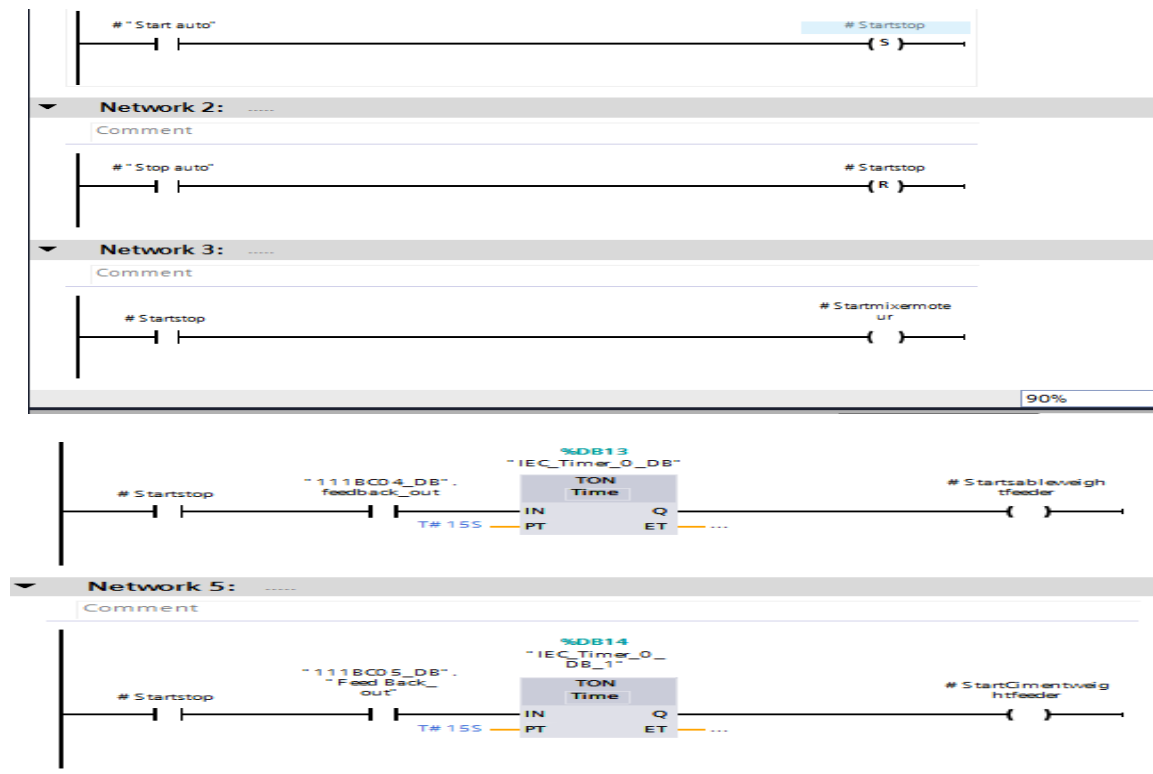 #"Start auto"
#Startstop
( S )
Network 2: .....
Comment
#"Stop auto"
#Startstop
( R )
Network 3: .....
Comment
#Startstop
#Startmixermote
ur
90%
%DB13
"IEC_Timer_0_DB"
TON
Time
#Startstop
"111BC04_DB".
feedback_out
#Startsableweigh
tfeeder
IN Q
T#15S PT ET ...
Network 5: .....
Comment
%DB14
"IEC_Timer_0_
DB_1"
TON
Time
#Startstop
"111BC05_DB".
"Feed Back_
out"
#StartCimentweig
htfeeder
IN Q
T#15S PT ET ...